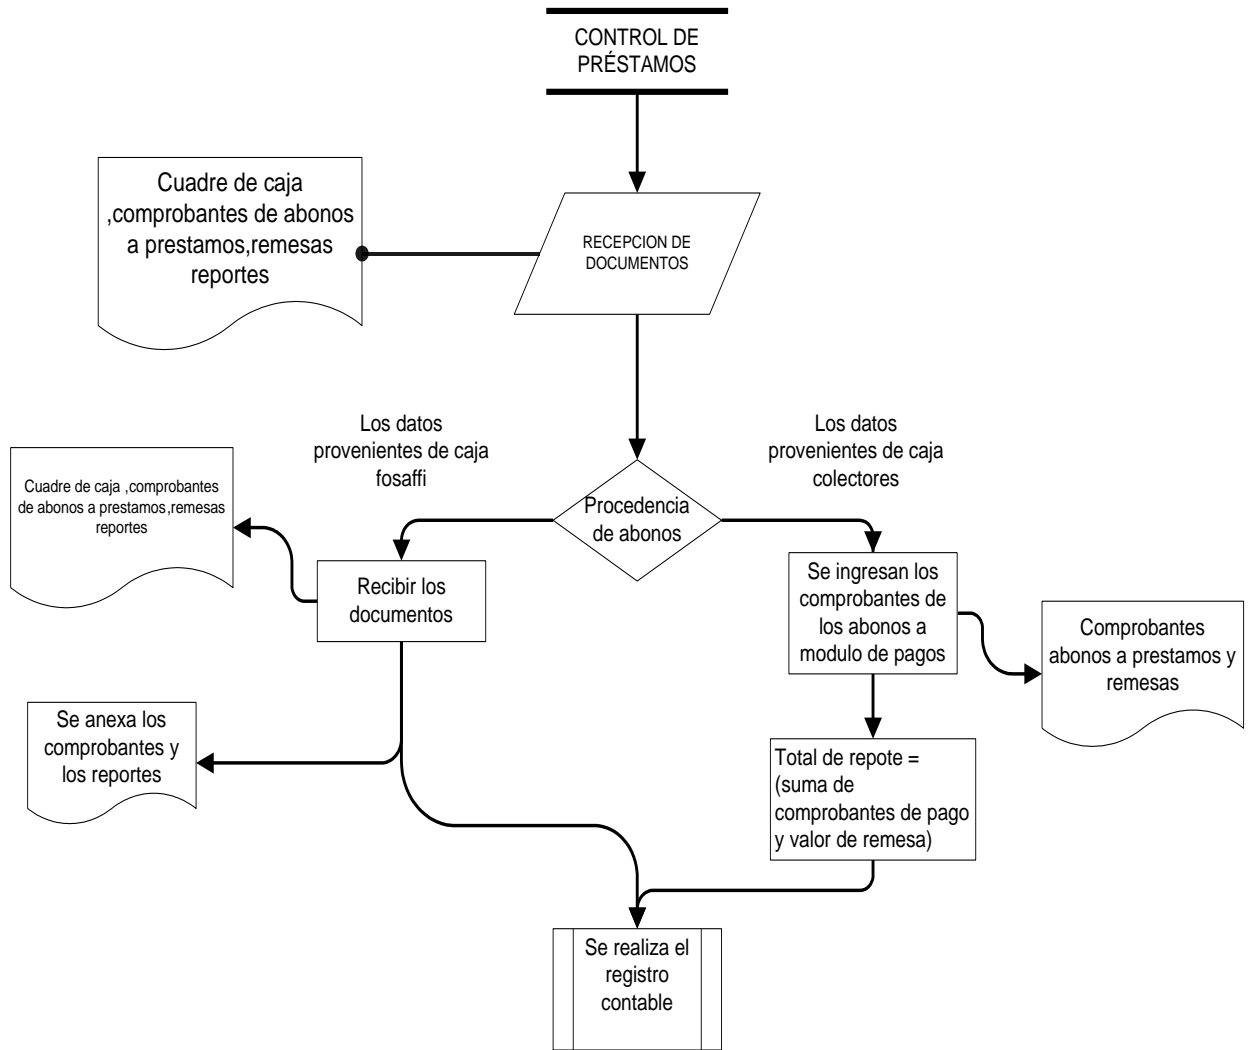 CONTROL DE
PRÉSTAMOS
Cuadre de caja
,comprobantes de abonos
a prestamos,remesas
reportes
RECEPCION DE
DOCUMENTOS
Los datos
provenientes de caja
fosaffi
Los datos
provenientes de caja
colectores
Cuadre de caja ,comprobantes
de abonos a prestamos,remesas
reportes
Procedencia
de abonos
Recibir los
documentos
Se ingresan los
comprobantes de
los abonos a
modulo de pagos
Comprobantes
abonos a prestamos y
remesas
Se anexa los
comprobantes y
los reportes
Total de repote =
(suma de
comprobantes de pago
y valor de remesa)
Se realiza el
registro
contable